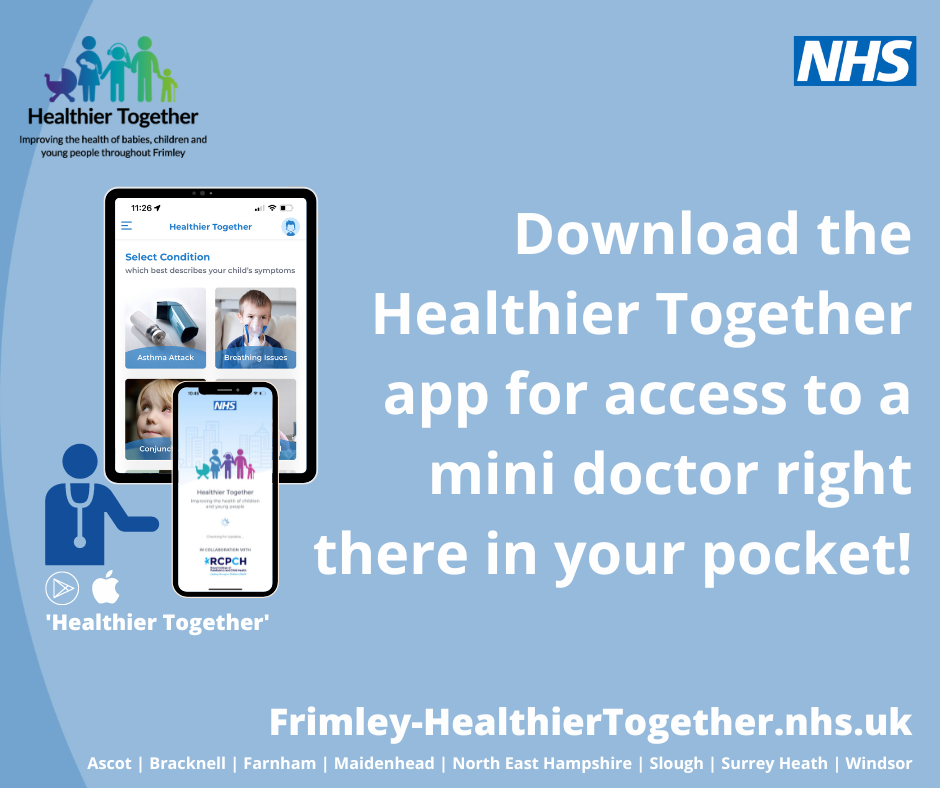 NHS
Healthier Together
Improving the health of babies, children and
young people throughout Frimley
11:26
Healthier Together
Select Condition
which best describes your child's symptoms
Asthma Attack
Breathing Issues
Conjunc
NHS
Healthier Together
Improving the health of children
and young people
IN COLLABORATION WITH
RCPCH
Download the
Healthier Together
app for access to a
mini doctor right
there in your pocket!
'Healthier Together'
Frimley-HealthierTogether.nhs.uk
Ascot | Bracknell | Farnham | Maidenhead | North East Hampshire | Slough | Surrey Heath | Windsor